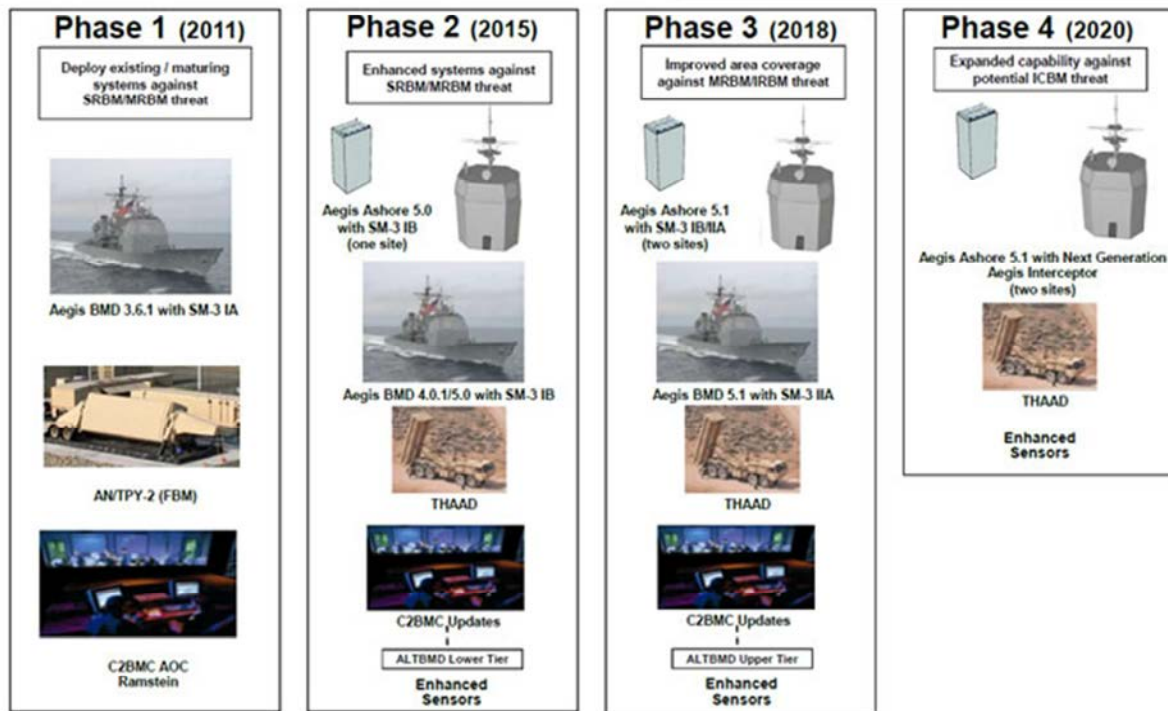 Phase 1 (2011)
Deploy existing / maturing
systems against
SRBM/MRBM threat
Aegis BMD 3.6.1 with SM-3 IA
AN/TPY-2 (FBM)
C2BMC AOC
Ramstein
Phase 2 (2015)
Enhanced systems against
SRBM/MRBM threat
Aegis Ashore 5.0
with SM-3 IB
(one site)
Aegis BMD 4.0.1/5.0 with SM-3 IB
THAAD
C2BMC Updates
ALTBMD Lower Tier
Enhanced
Sensors
Phase 3 (2018)
Improved area coverage
against MRBM/IRBM threat
Aegis Ashore 5.1
with SM-3 IB/IIA
(two sites)
Aegis BMD 5.1 with SM-3 IIA
THAAD
C2BMC Updates
ALTBMD Upper Tier
Enhanced
Sensors
Phase 4 (2020)
Expanded capability against
potential ICBM threat
Aegis Ashore 5.1 with Next Generation
Aegis Interceptor
(two sites)
THAAD
Enhanced
Sensors